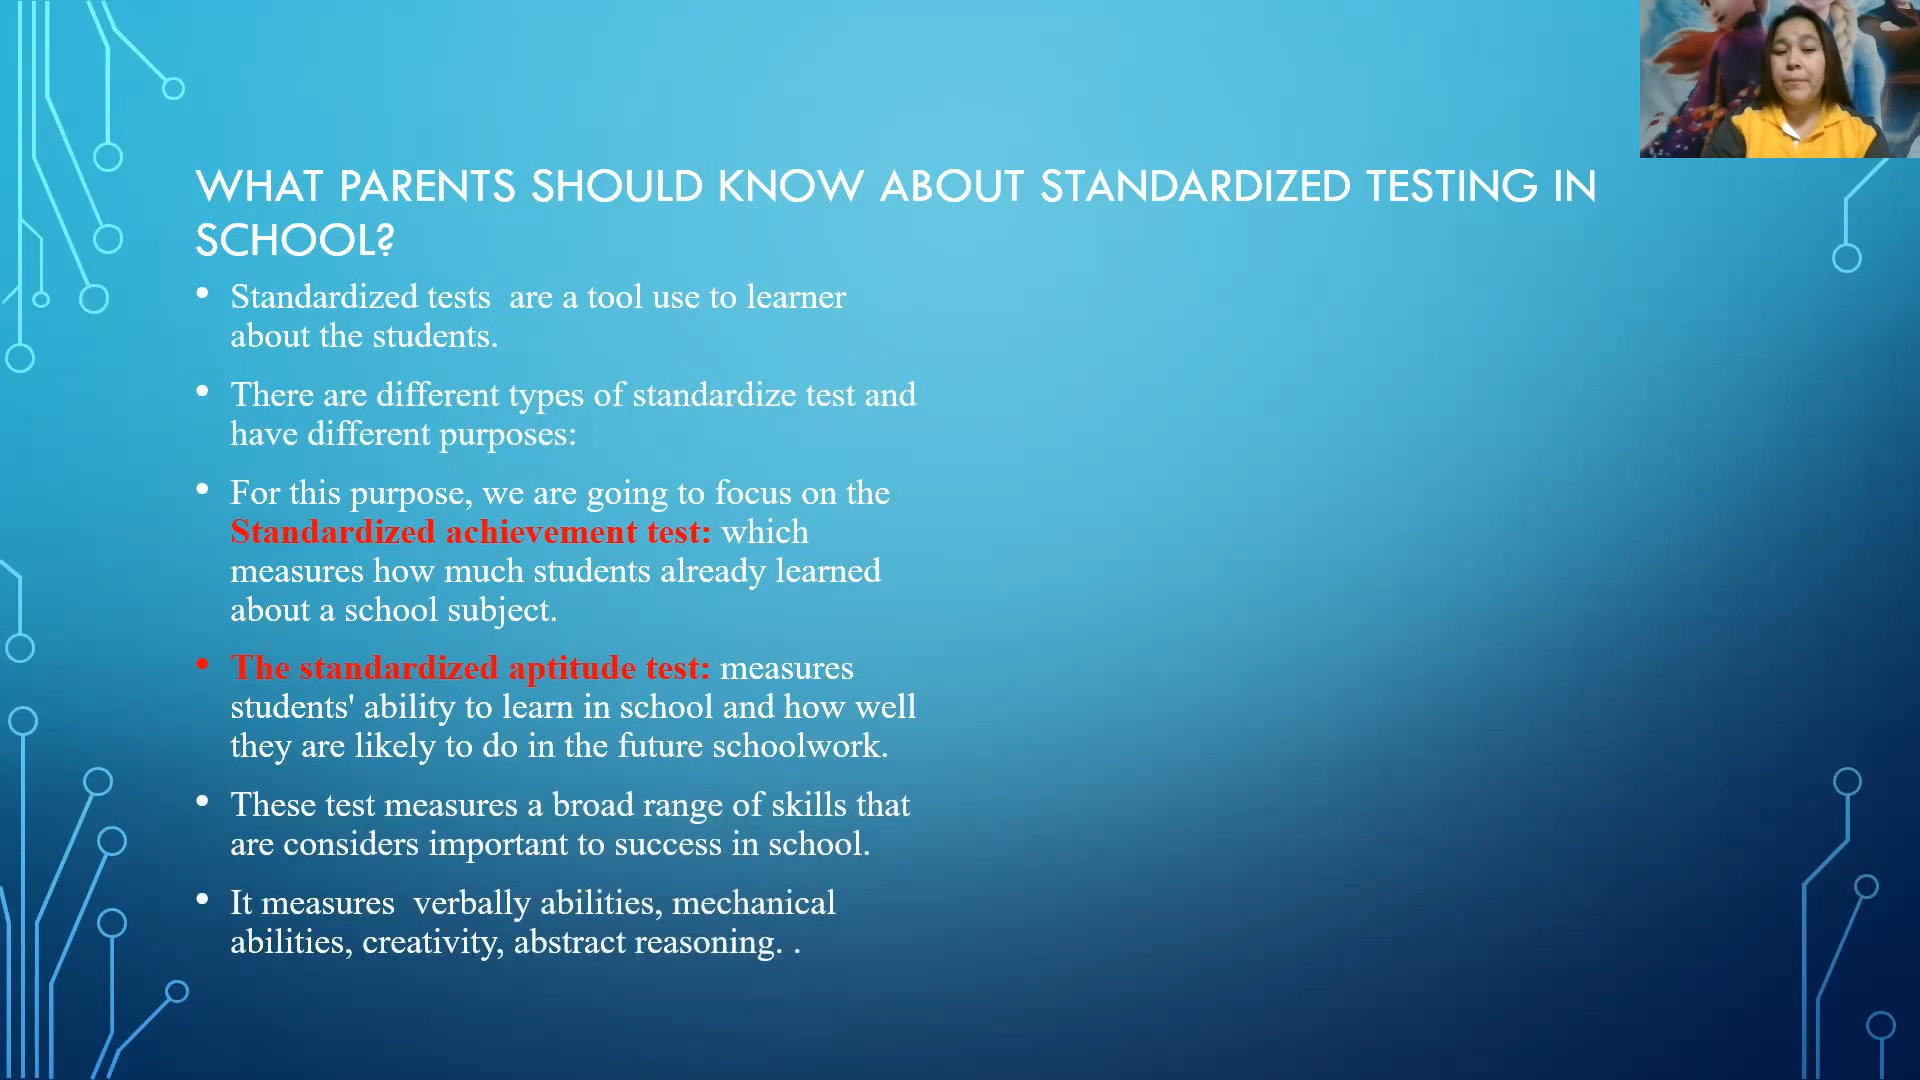 WHAT PARENTS SHOULD KNOW ABOUT STANDARDIZED TESTING IN
SCHOOL?
• Standardized tests  are a tool use to learner
about the students.
• There are different types of standardize test and
have different purposes:
• For this purpose, we are going to focus on the
Standardized achievement test: which
measures how much students already learned
about a school subject.
• The standardized aptitude test: measures
students' ability to learn in school and how well
they are likely to do in the future schoolwork.
• These test measures a broad range of skills that
are considers important to success in school.
• It measures  verbally abilities, mechanical
abilities, creativity, abstract reasoning. .